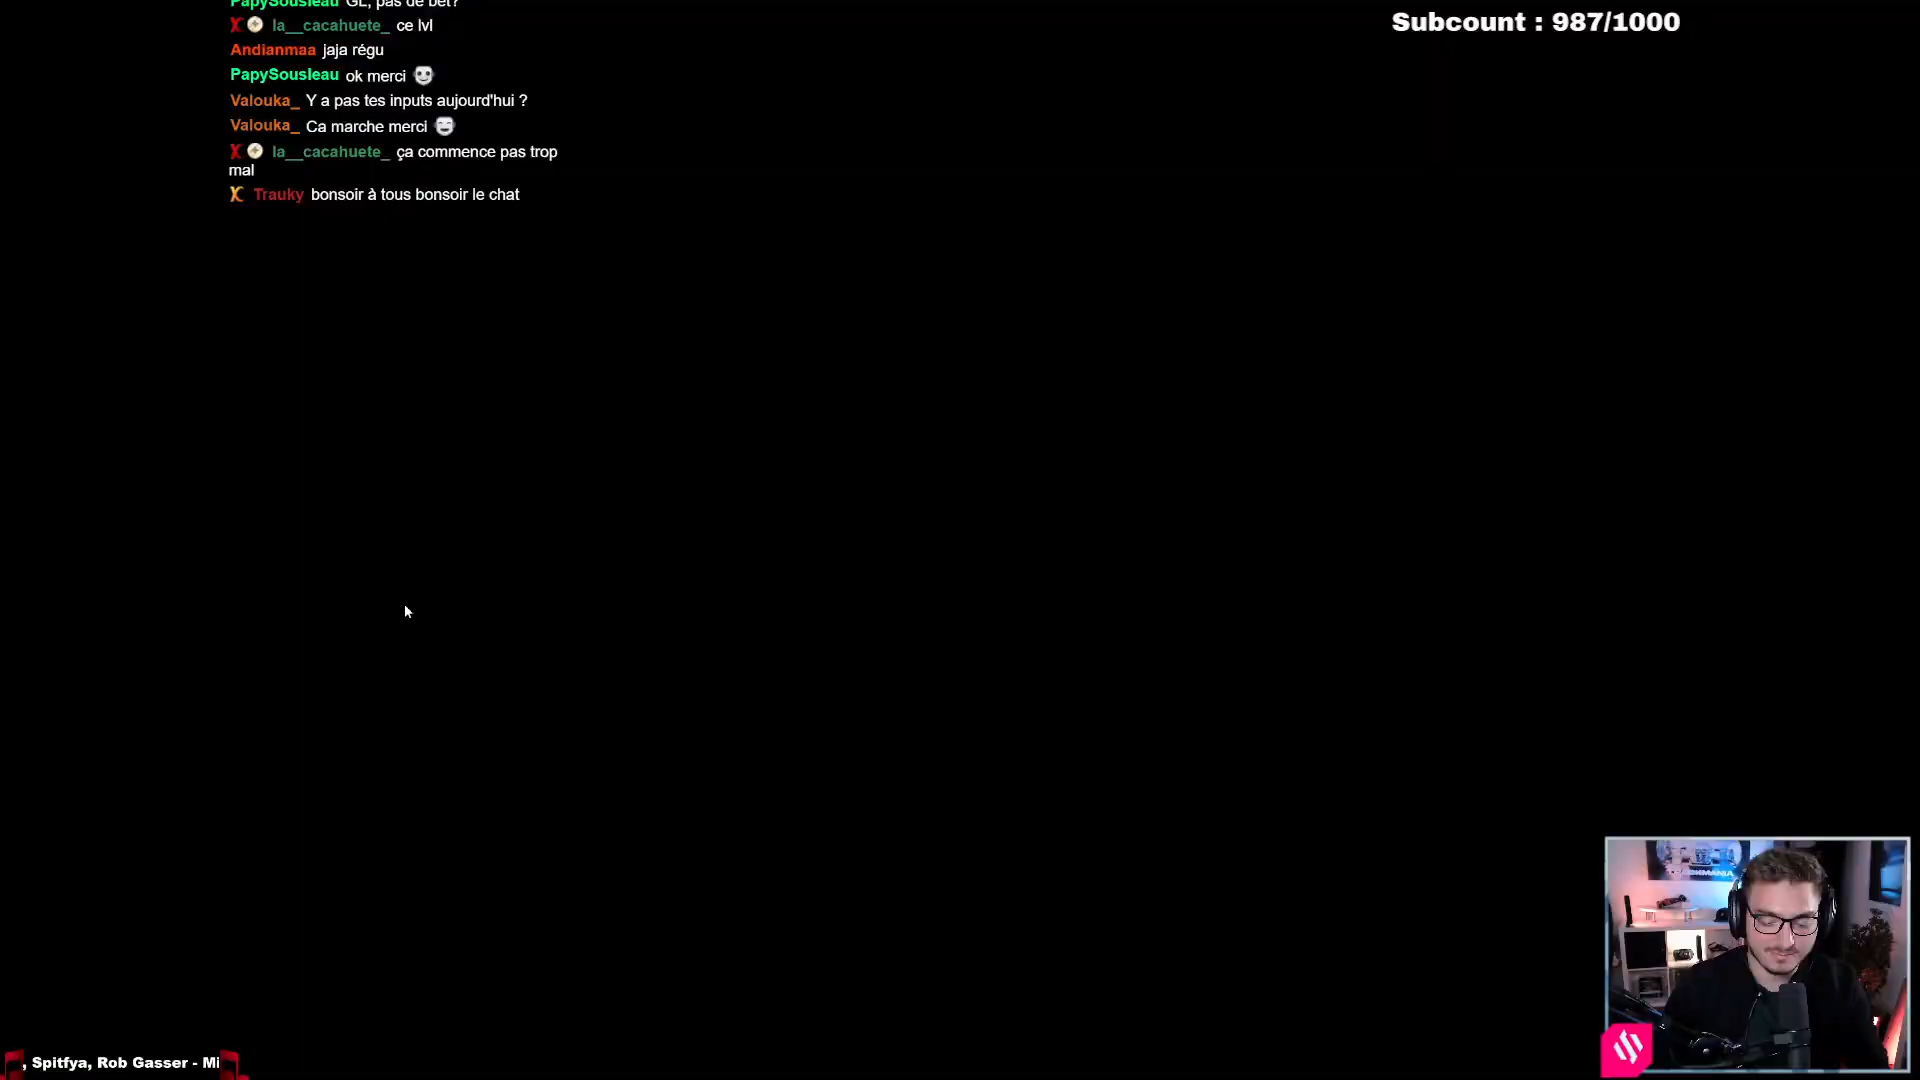 PapySousleau GL, pas de bet?
la__cacahuete_ ce lvl
Andianmaa jaja régu
PapySousleau ok merci
Valouka_ Y a pas tes inputs aujourd'hui ?
Valouka_ Ca marche merci
la__cacahuete_ ça commence pas trop
mal
Trauky bonsoir à tous bonsoir le chat
Subcount : 987/1000
, Spitfya, Rob Gasser - Mi